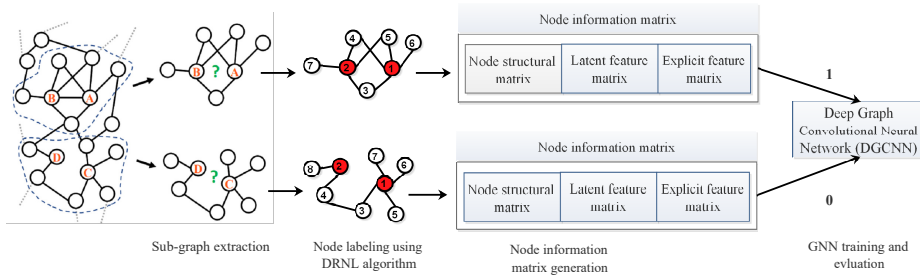 Node information matrix
Node structural
matrix
Latent feature
matrix
Explicit feature
matrix
B
A
D
C
B
?
A
4
5
6
7
2
1
3
1
Deep Graph
Convolutional Neural
Network (DGCNN)
Node information matrix
Node structural
matrix
Latent feature
matrix
Explicit feature
matrix
D
?
C
8
2
7
6
1
4
3
5
0
Sub-graph extraction
Node labeling using
DRNL algorithm
Node information
matrix generation
GNN training and
evluation